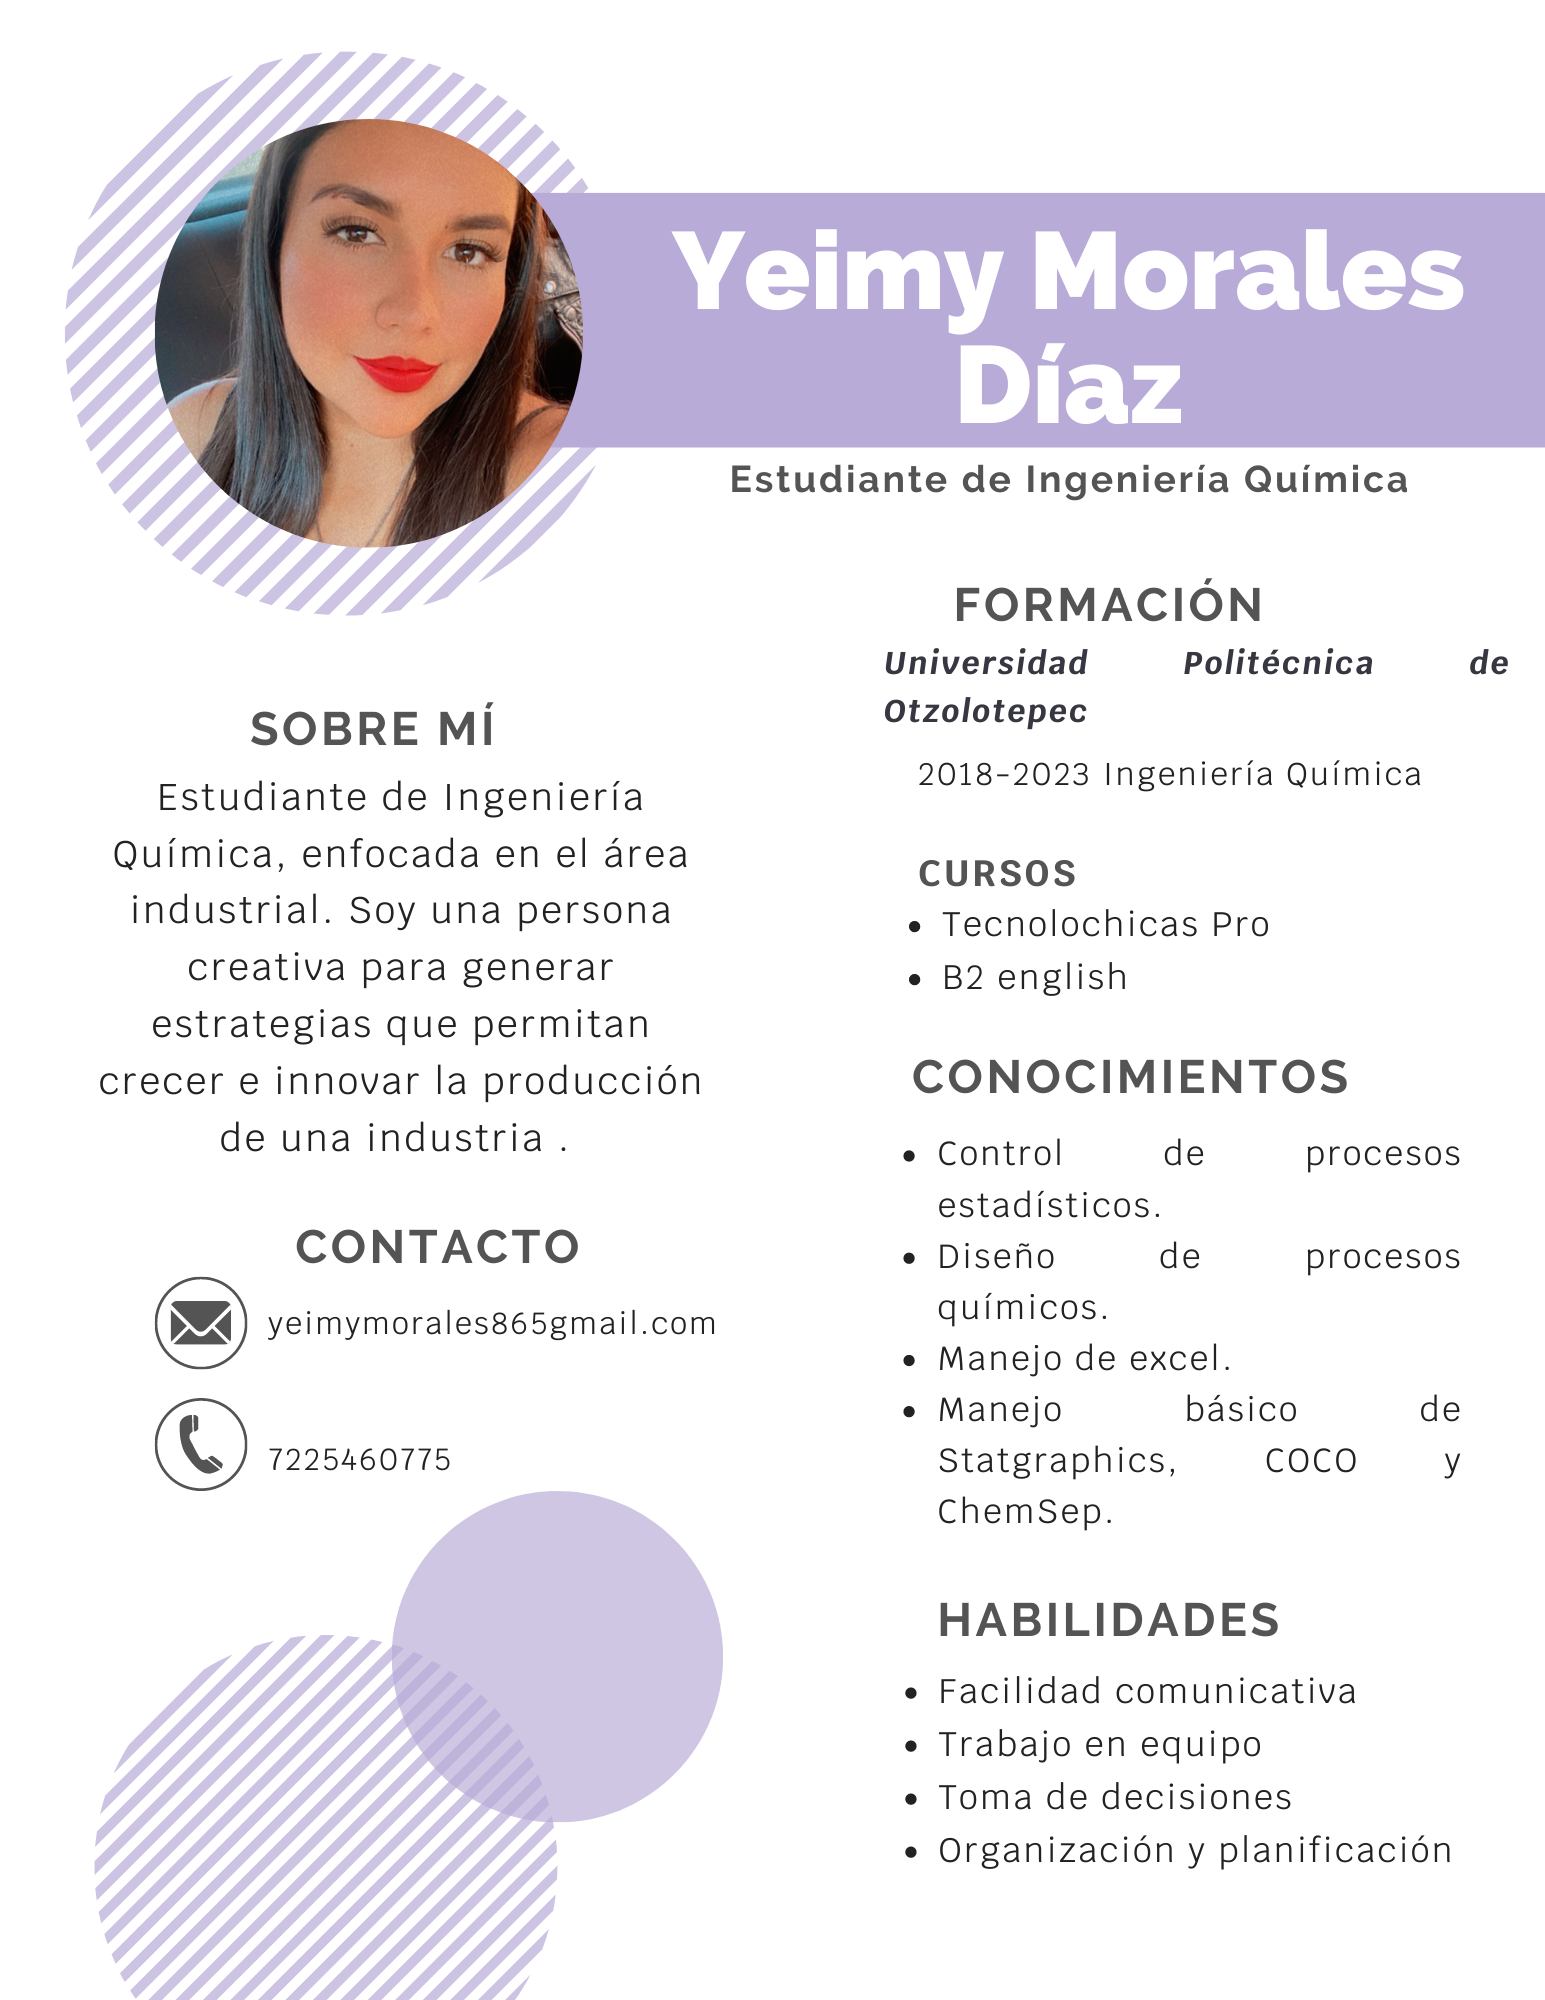 Yeimy Morales
Díaz
Estudiante de Ingeniería Química
SOBRE MÍ
Estudiante de Ingeniería
Química, enfocada en el área
industrial. Soy una persona
creativa para generar
estrategias que permitan
crecer e innovar la producción
de una industria .
CONTACTO
yeimymorales865gmail.com
7225460775
FORMACIÓN
Universidad Politécnica de
Otzolotepec
2018-2023 Ingeniería Química
CURSOS
• Tecnolochicas Pro
• B2 english
CONOCIMIENTOS
• Control de procesos
estadísticos.
• Diseño de procesos
químicos.
• Manejo de excel.
• Manejo básico de
Statgraphics, COCO y
ChemSep.
HABILIDADES
• Facilidad comunicativa
• Trabajo en equipo
• Toma de decisiones
• Organización y planificación